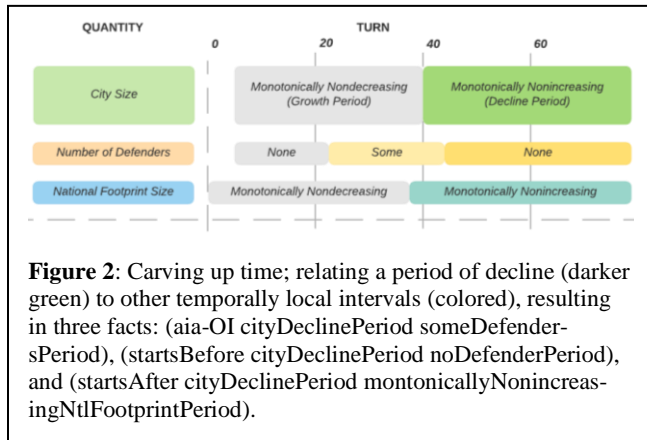 QUANTITY TURN
0 20 40 60
City Size Monotonically Nondecreasing Monotonically Nonincreasing
(Growth Period) (Decline Period)
Number of Defenders None Some None
National Footprint Size Monotonically Nondecreasing Monotonically Nonincreasing
Figure 2: Carving up time; relating a period of decline (darker
green) to other temporally local intervals (colored), resulting
in three facts: (aia-OI cityDeclinePeriod someDefender-
sPeriod), (startsBefore cityDeclinePeriod noDefenderPeriod),
and (startsAfter cityDeclinePeriod montonicallyNonincreas-
ingNtlFootprintPeriod).